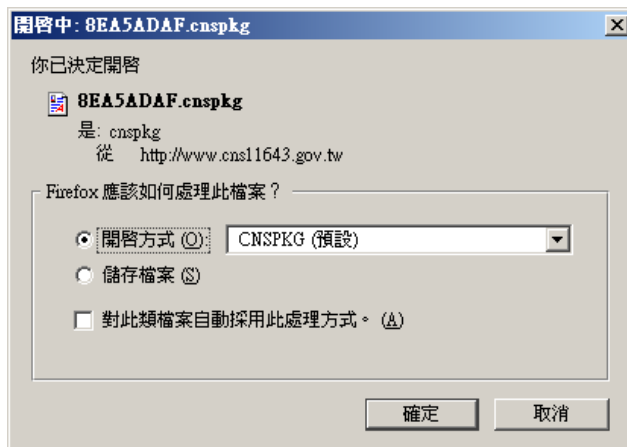 開啓中: 8EA5ADAF.cnspkg
你已決定開啓
8EA5ADAF.cnspkg
是: cnspkg
從 http://www.cns11643.gov.tw
Firefox 應該如何處理此檔案？
開啓方式 (O): CNSPKG (預設)
儲存檔案 (S)
對此類檔案自動採用此處理方式。 (A)
確定 取消